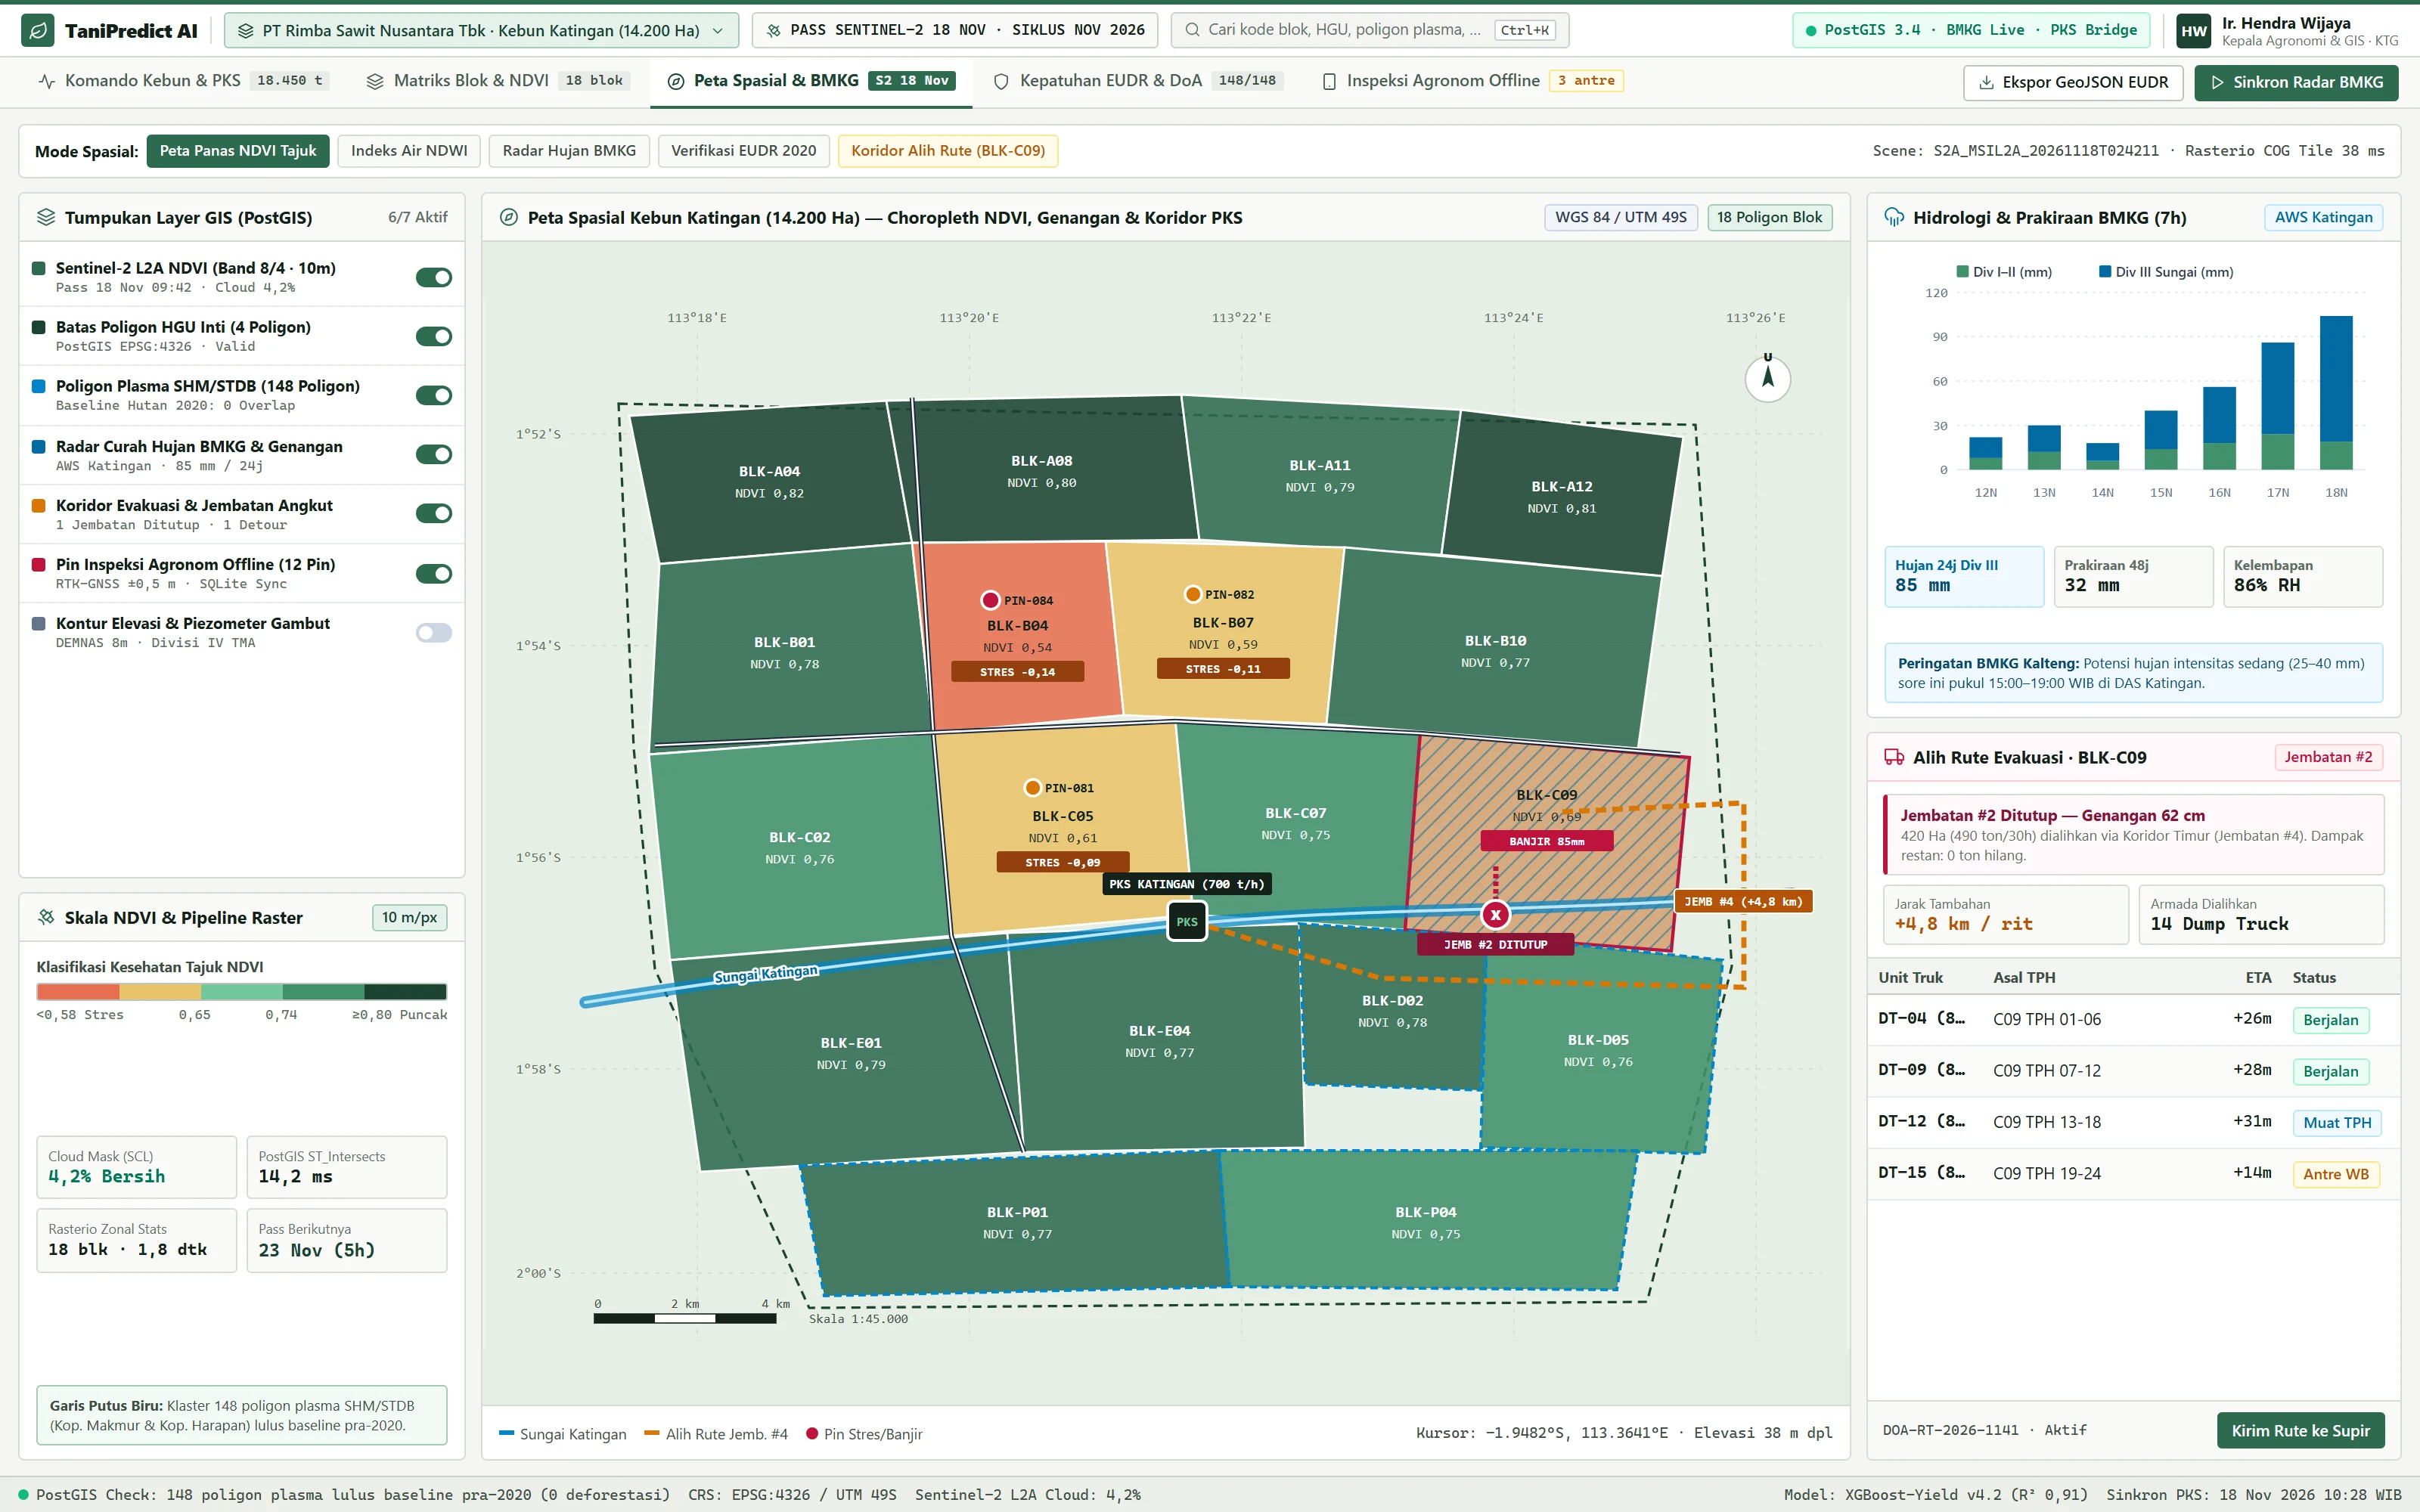 TaniPredict AI
PT Rimba Sawit Nusantara Tbk · Kebun Katingan (14.200 Ha)
PASS SENTINEL-2 18 NOV · SIKLUS NOV 2026
Cari kode blok, HGU, poligon plasma, ...
Ctrl+K
PostGIS 3.4 · BMKG Live · PKS Bridge
HW
Ir. Hendra Wijaya
Kepala Agronomi & GIS · KTG
Komando Kebun & PKS 18.450 t
Matriks Blok & NDVI 18 blok
Peta Spasial & BMKG S2 18 Nov
Kepatuhan EUDR & DoA 148/148
Inspeksi Agronom Offline 3 antre
Ekspor GeoJSON EUDR
Sinkron Radar BMKG
Mode Spasial:
Peta Panas NDVI Tajuk
Indeks Air NDWI
Radar Hujan BMKG
Verifikasi EUDR 2020
Koridor Alih Rute (BLK-C09)
Scene: S2A_MSIL2A_20261118T024211 · Rasterio COG Tile 38 ms
Tumpukan Layer GIS (PostGIS)
6/7 Aktif
Sentinel-2 L2A NDVI (Band 8/4 · 10m)
Pass 18 Nov 09:42 · Cloud 4,2%
Batas Poligon HGU Inti (4 Poligon)
PostGIS EPSG:4326 · Valid
Poligon Plasma SHM/STDB (148 Poligon)
Baseline Hutan 2020: 0 Overlap
Radar Curah Hujan BMKG & Genangan
AWS Katingan · 85 mm / 24j
Koridor Evakuasi & Jembatan Angkut
1 Jembatan Ditutup · 1 Detour
Pin Inspeksi Agronom Offline (12 Pin)
RTK-GNSS ±0,5 m · SQLite Sync
Kontur Elevasi & Piezometer Gambut
DEMNAS 8m · Divisi IV TMA
Skala NDVI & Pipeline Raster
10 m/px
Klasifikasi Kesehatan Tajuk NDVI
<0,58 Stres 0,65 0,74 ≥0,80 Puncak
Cloud Mask (SCL)
4,2% Bersih
PostGIS ST_Intersects
14,2 ms
Rasterio Zonal Stats
18 blk · 1,8 dtk
Pass Berikutnya
23 Nov (5h)
Garis Putus Biru: Klaster 148 poligon plasma SHM/STDB
(Kop. Makmur & Kop. Harapan) lulus baseline pra-2020.
Peta Spasial Kebun Katingan (14.200 Ha) — Choropleth NDVI, Genangan & Koridor PKS
WGS 84 / UTM 49S
18 Poligon Blok
113°18'E 113°20'E 113°22'E 113°24'E 113°26'E
U
1°52'S
1°54'S
1°56'S
1°58'S
2°00'S
BLK-A04
NDVI 0,82
BLK-A08
NDVI 0,80
BLK-A11
NDVI 0,79
BLK-A12
NDVI 0,81
BLK-B01
NDVI 0,78
PIN-084
BLK-B04
NDVI 0,54
STRES -0,14
PIN-082
BLK-B07
NDVI 0,59
STRES -0,11
BLK-B10
NDVI 0,77
BLK-C02
NDVI 0,76
PIN-081
BLK-C05
NDVI 0,61
STRES -0,09
BLK-C07
NDVI 0,75
BLK-C09
NDVI 0,69
BANJIR 85mm
PKS KATINGAN (700 t/h)
PKS
X
JEMB #2 DITUTUP
JEMB #4 (+4,8 km)
Sungai Katingan
BLK-E01
NDVI 0,79
BLK-E04
NDVI 0,77
BLK-D02
NDVI 0,78
BLK-D05
NDVI 0,76
BLK-P01
NDVI 0,77
BLK-P04
NDVI 0,75
0 2 km 4 km
Skala 1:45.000
Sungai Katingan
Alih Rute Jemb. #4
Pin Stres/Banjir
Kursor: -1.9482°S, 113.3641°E · Elevasi 38 m dpl
Hidrologi & Prakiraan BMKG (7h)
AWS Katingan
Div I–II (mm)
Div III Sungai (mm)
120
90
60
30
0
12N 13N 14N 15N 16N 17N 18N
Hujan 24j Div III
85 mm
Prakiraan 48j
32 mm
Kelembapan
86% RH
Peringatan BMKG Kalteng: Potensi hujan intensitas sedang (25–40 mm)
sore ini pukul 15:00–19:00 WIB di DAS Katingan.
Alih Rute Evakuasi · BLK-C09
Jembatan #2
Jembatan #2 Ditutup — Genangan 62 cm
420 Ha (490 ton/30h) dialihkan via Koridor Timur (Jembatan #4). Dampak
restan: 0 ton hilang.
Jarak Tambahan
+4,8 km / rit
Armada Dialihkan
14 Dump Truck
Unit Truk Asal TPH ETA Status
DT-04 (8… C09 TPH 01-06 +26m Berjalan
DT-09 (8… C09 TPH 07-12 +28m Berjalan
DT-12 (8… C09 TPH 13-18 +31m Muat TPH
DT-15 (8… C09 TPH 19-24 +14m Antre WB
DOA-RT-2026-1141 · Aktif
Kirim Rute ke Supir
PostGIS Check: 148 poligon plasma lulus baseline pra-2020 (0 deforestasi) CRS: EPSG:4326 / UTM 49S Sentinel-2 L2A Cloud: 4,2%
Model: XGBoost-Yield v4.2 (R² 0,91) Sinkron PKS: 18 Nov 2026 10:28 WIB